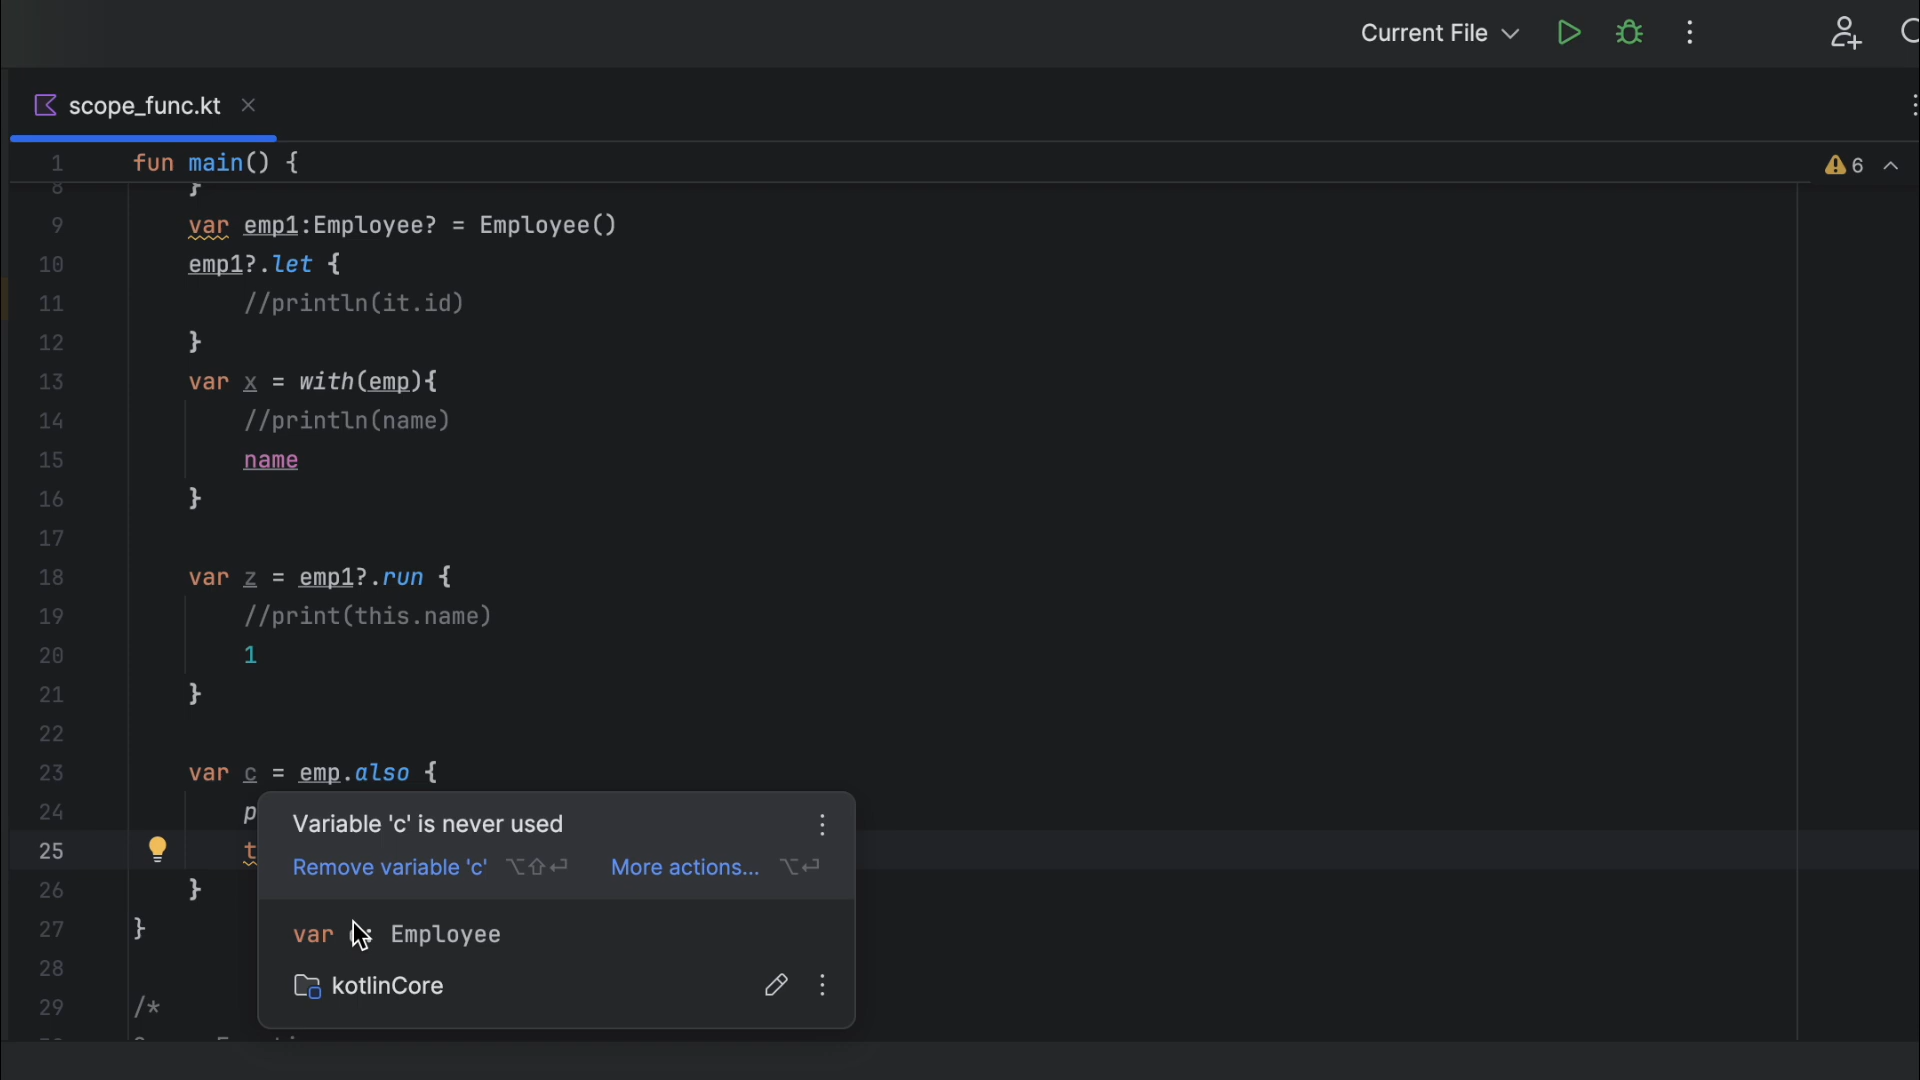 Current File
scope_func.kt
6
1 fun main() {
8 }
9 var emp1:Employee? = Employee()
10 emp1?.let {
11 //println(it.id)
12 }
13 var x = with(emp){
14 //println(name)
15 name
16 }
17
18 var z = emp1?.run {
19 //print(this.name)
20 1
21 }
22
23 var c = emp.also {
24 p
25 t
26 }
27 }
28
29 /*
Variable 'c' is never used
Remove variable 'c' ⌥⇧⏎ More actions... ⌥⏎
var : Employee
kotlinCore